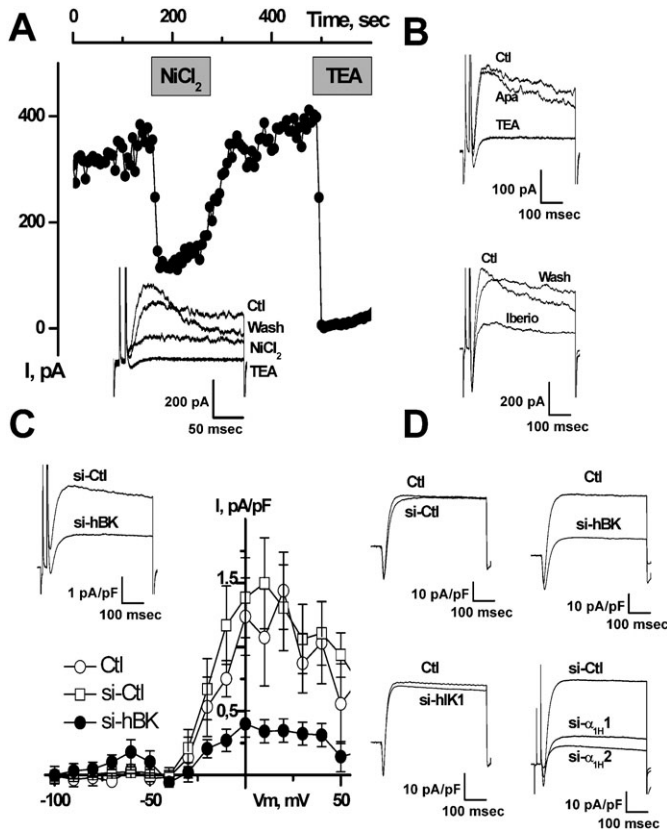 A
0 200 400 Time, sec
NiCl2 TEA
400
200
0
I, pA
Ctl
Wash
NiCl2
TEA
200 pA
50 msec
B
Ctl
Apa
TEA
100 pA
100 msec
Ctl
Wash
Iberio
200 pA
100 msec
C
si-Ctl
si-hBK
1 pA/pF
100 msec
I, pA/pF
1.5
0,5
Ctl
si-Ctl
si-hBK
-100 -50 Vm, mV 50
D
Ctl
si-Ctl
10 pA/pF
100 msec
Ctl
si-hBK
10 pA/pF
100 msec
Ctl
si-hIK1
10 pA/pF
100 msec
si-Ctl
si-α1H1
si-α1H2
10 pA/pF
100 msec